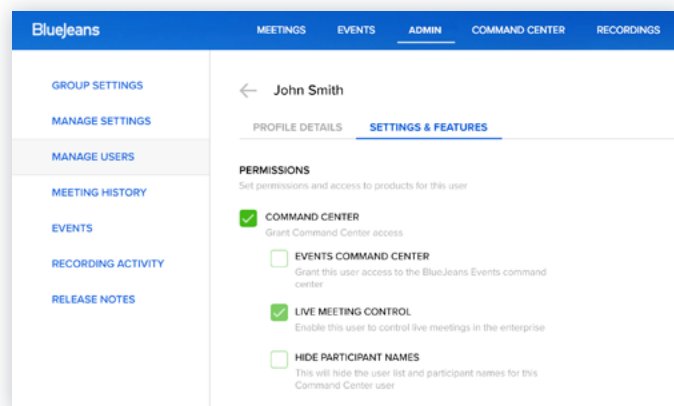 BlueJeans
MEETINGS EVENTS ADMIN COMMAND CENTER RECORDINGS
GROUP SETTINGS
MANAGE SETTINGS
MANAGE USERS
MEETING HISTORY
EVENTS
RECORDING ACTIVITY
RELEASE NOTES
John Smith
PROFILE DETAILS SETTINGS & FEATURES
PERMISSIONS
Set permissions and access to products for this user
COMMAND CENTER
Grant Command Center access
EVENTS COMMAND CENTER
Grant this user access to the BlueJeans Events command
center
LIVE MEETING CONTROL
Enable this user to control live meetings in the enterprise
HIDE PARTICIPANT NAMES
This will hide the user list and participant names for this
Command Center user